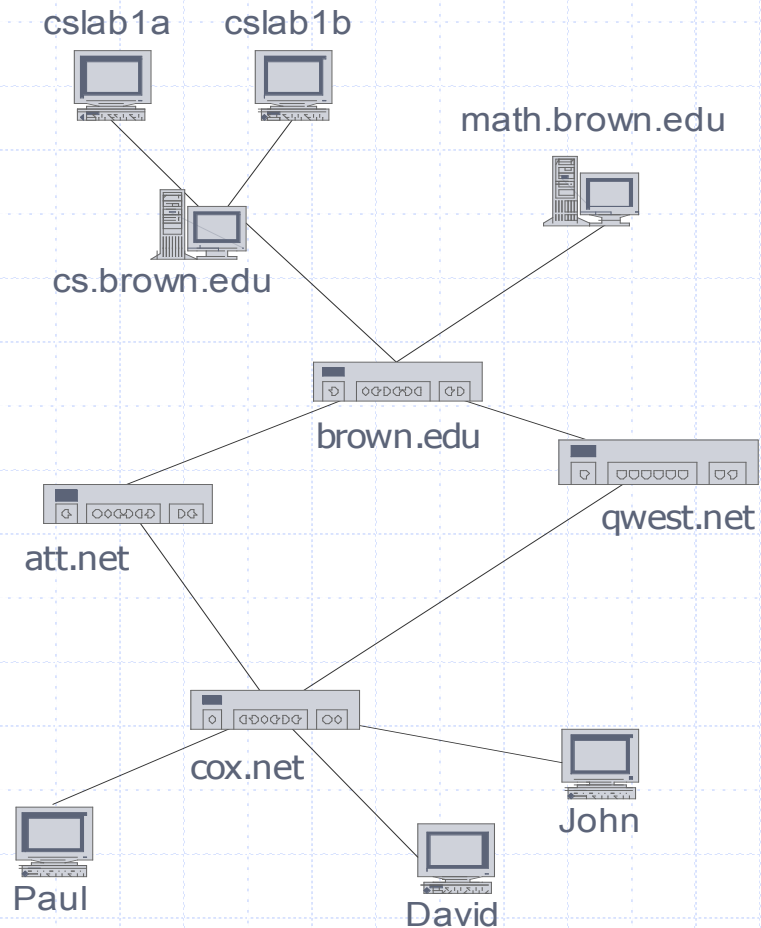 cslab1a cslab1b
math.brown.edu
cs.brown.edu
brown.edu
qwest.net
att.net
cox.net
John
Paul
David